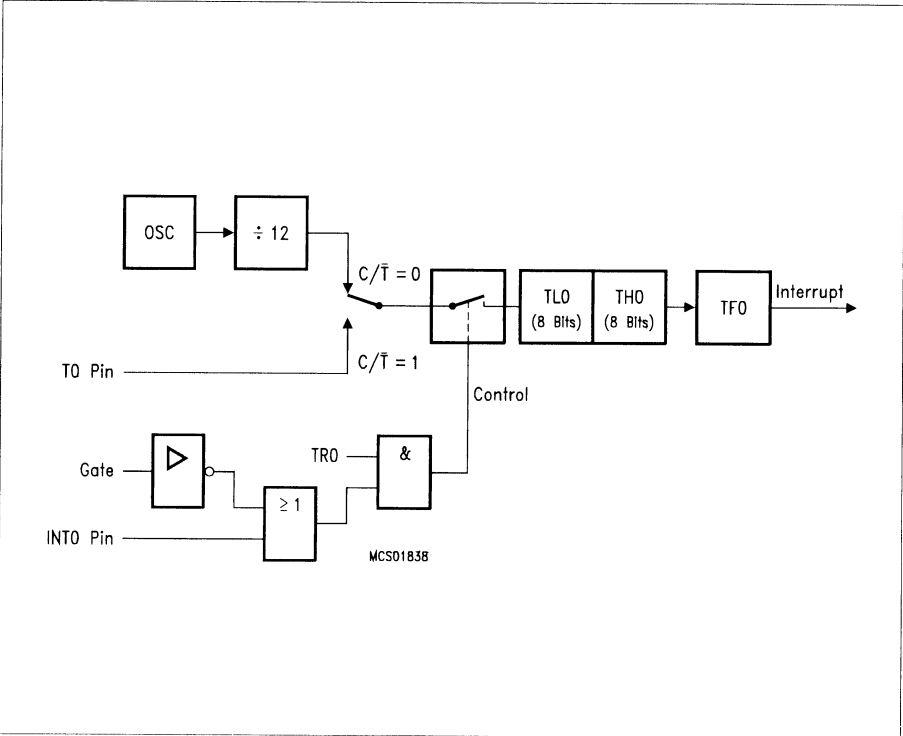 OSC
÷ 12
C/T̄ = 0
TL0
(8 Bits)
TH0
(8 Bits)
TF0
Interrupt
T0 Pin
C/T̄ = 1
Control
Gate
TR0
&
≥ 1
INT0 Pin
MCS01838